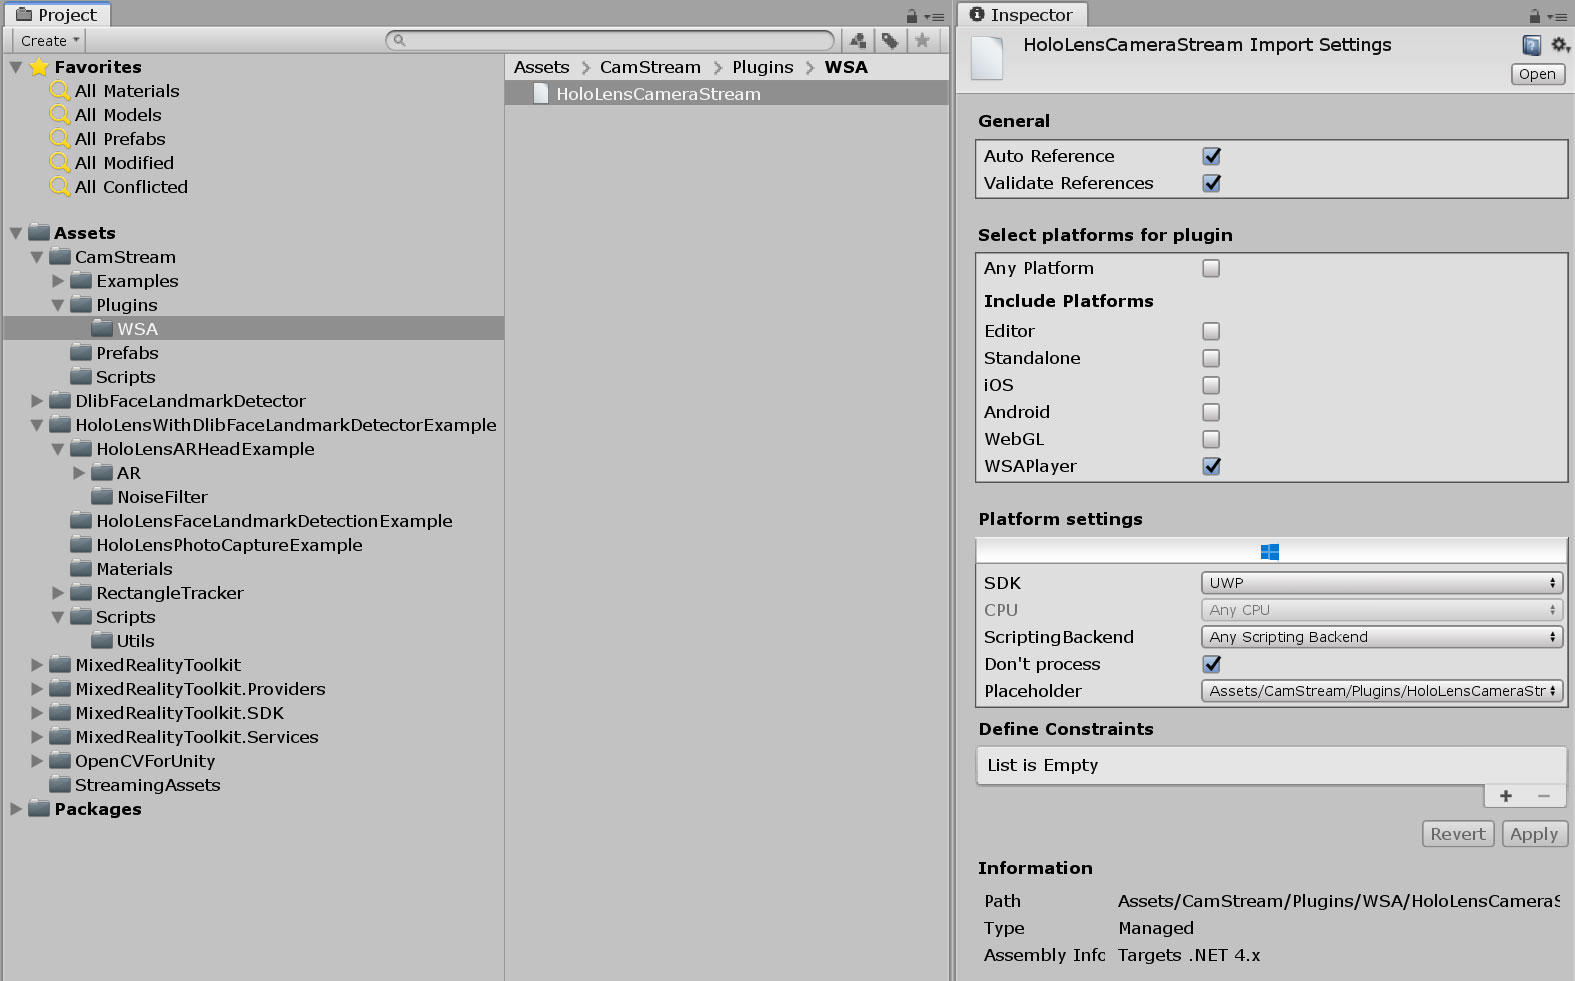 Project
Create
Favorites
All Materials
All Models
All Prefabs
All Modified
All Conflicted
Assets
CamStream
Examples
Plugins
WSA
Prefabs
Scripts
DlibFaceLandmarkDetector
HoloLensWithDlibFaceLandmarkDetectorExample
HoloLensARHeadExample
AR
NoiseFilter
HoloLensFaceLandmarkDetectionExample
HoloLensPhotoCaptureExample
Materials
RectangleTracker
Scripts
Utils
MixedRealityToolkit
MixedRealityToolkit.Providers
MixedRealityToolkit.SDK
MixedRealityToolkit.Services
OpenCVForUnity
StreamingAssets
Packages
Assets > CamStream > Plugins > WSA
HoloLensCameraStream
Inspector
HoloLensCameraStream Import Settings
Open
General
Auto Reference
Validate References
Select platforms for plugin
Any Platform
Include Platforms
Editor
Standalone
iOS
Android
WebGL
WSAPlayer
Platform settings
SDK UWP
CPU Any CPU
ScriptingBackend Any Scripting Backend
Don't process
Placeholder Assets/CamStream/Plugins/HoloLensCameraStr
Define Constraints
List is Empty
+ −
Revert Apply
Information
Path Assets/CamStream/Plugins/WSA/HoloLensCameraS
Type Managed
Assembly Info Targets .NET 4.x